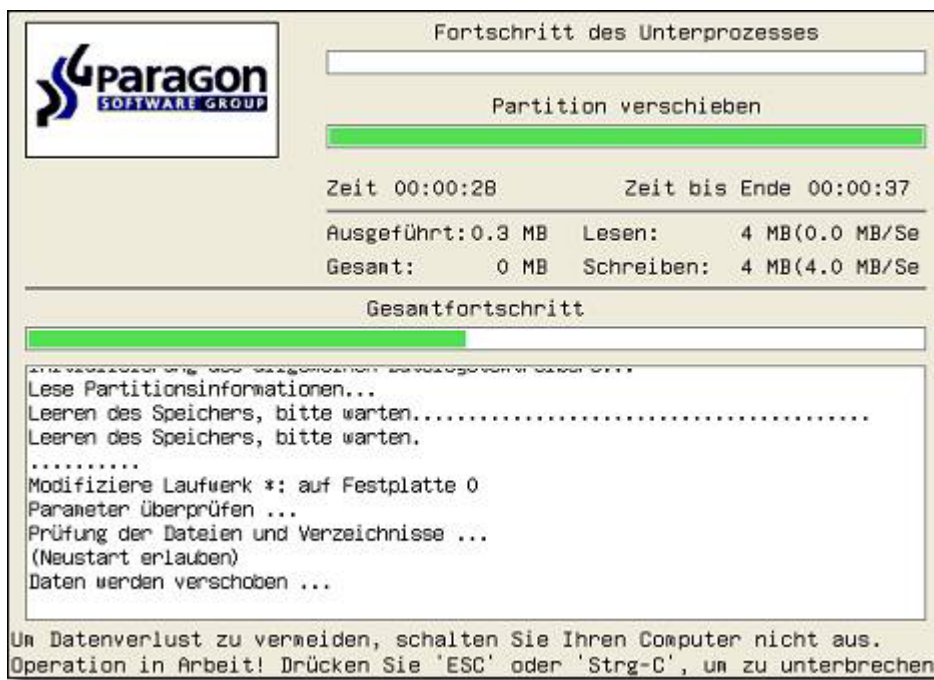 Paragon
SOFTWARE GROUP
Fortschritt des Unterprozesses
Partition verschieben
Zeit 00:00:28 Zeit bis Ende 00:00:37
Ausgeführt: 0.3 MB Lesen: 4 MB(0.0 MB/Se
Gesamt: 0 MB Schreiben: 4 MB(4.0 MB/Se
Gesamtfortschritt
Initialisierung des allgemeinen Dateisystemtreibers...
Lese Partitionsinformationen...
Leeren des Speichers, bitte warten..........................................
Leeren des Speichers, bitte warten.
..........
Modifiziere Laufwerk *: auf Festplatte 0
Parameter überprüfen ...
Prüfung der Dateien und Verzeichnisse ...
(Neustart erlauben)
Daten werden verschoben ...
Um Datenverlust zu vermeiden, schalten Sie Ihren Computer nicht aus.
Operation in Arbeit! Drücken Sie 'ESC' oder 'Strg-C', um zu unterbrechen